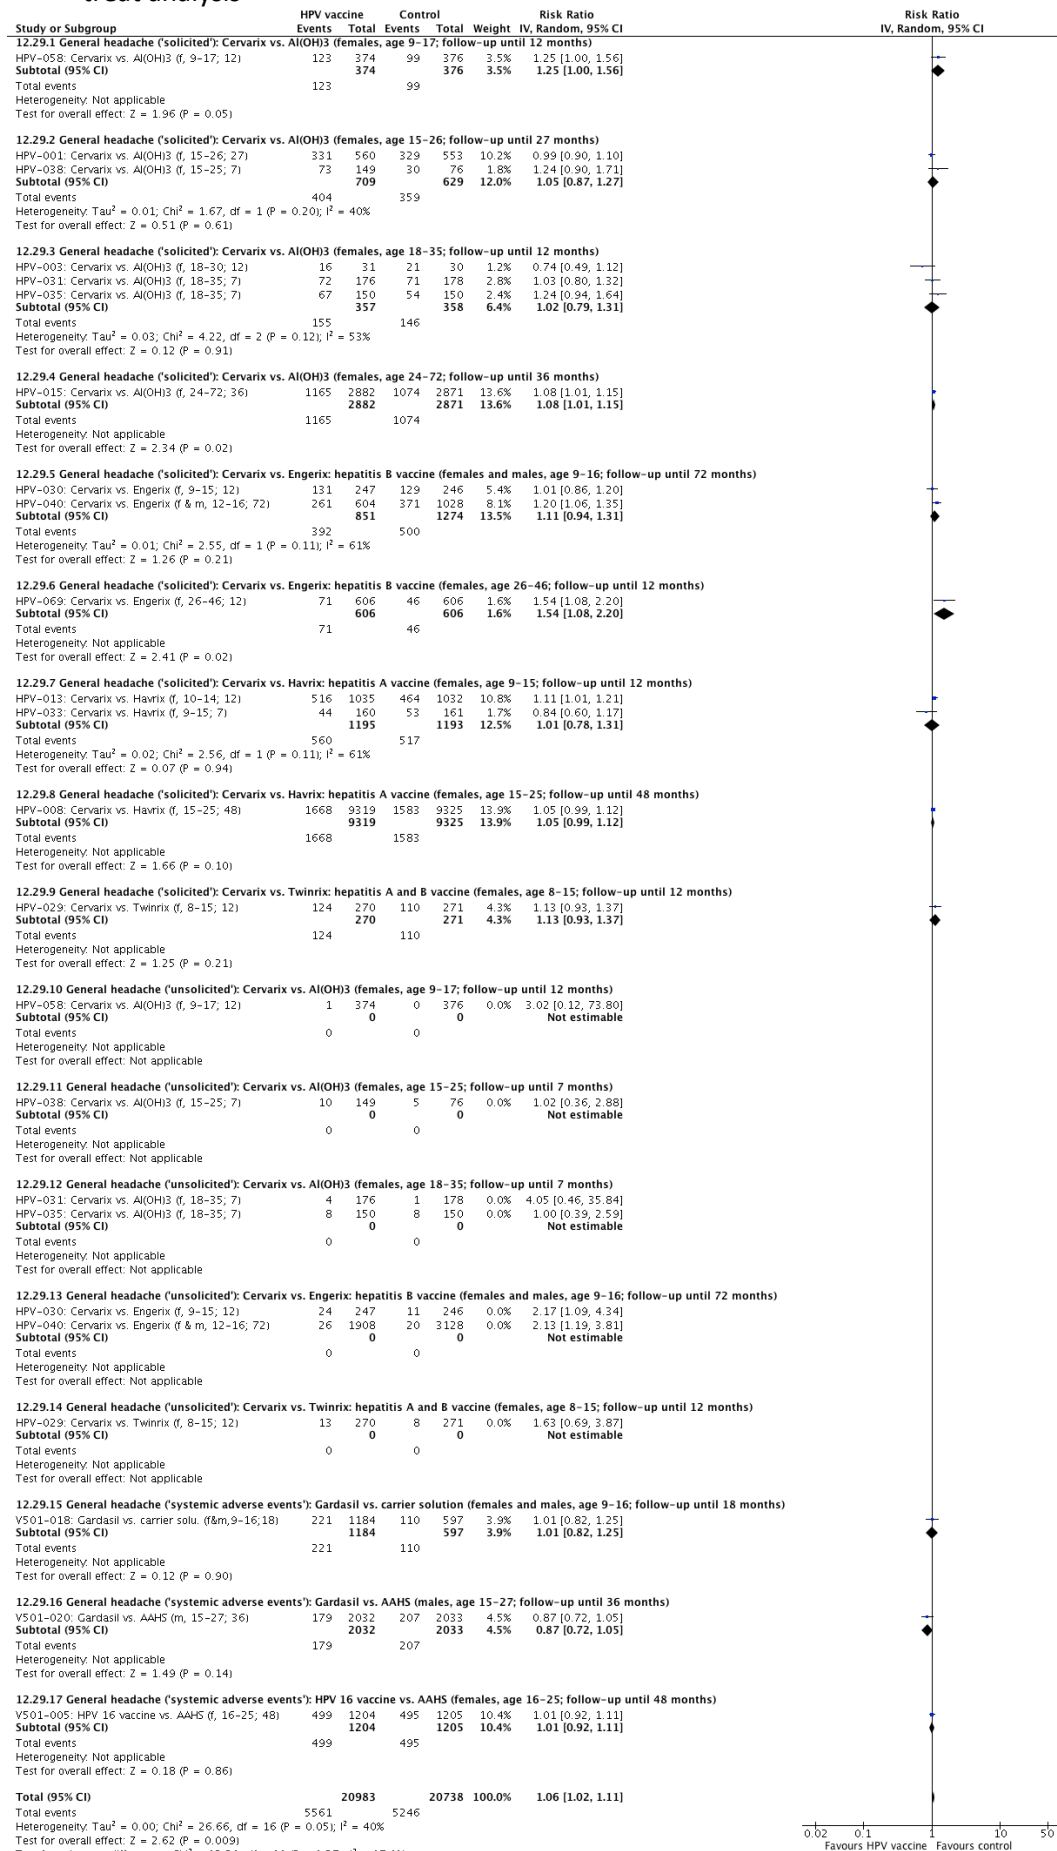 treat analysis
HPV vaccine Control Risk Ratio Risk Ratio
Study or Subgroup Events Total Events Total Weight IV, Random, 95% CI IV, Random, 95% CI
12.29.1 General headache ('solicited'): Cervarix vs. Al(OH)3 (females, age 9-17; follow-up until 12 months)
HPV-058: Cervarix vs. Al(OH)3 (f, 9-17; 12) 123 374 99 376 3.5% 1.25 [1.00, 1.56]
Subtotal (95% CI) 374 376 3.5% 1.25 [1.00, 1.56]
Total events 123 99
Heterogeneity: Not applicable
Test for overall effect: Z = 1.96 (P = 0.05)
12.29.2 General headache ('solicited'): Cervarix vs. Al(OH)3 (females, age 15-26; follow-up until 27 months)
HPV-001: Cervarix vs. Al(OH)3 (f, 15-26; 27) 331 560 329 553 10.2% 0.99 [0.90, 1.10]
HPV-038: Cervarix vs. Al(OH)3 (f, 15-25; 7) 73 149 30 76 1.8% 1.24 [0.90, 1.71]
Subtotal (95% CI) 709 629 12.0% 1.05 [0.87, 1.27]
Total events 404 359
Heterogeneity: Tau² = 0.01; Chi² = 1.67, df = 1 (P = 0.20); I² = 40%
Test for overall effect: Z = 0.51 (P = 0.61)
12.29.3 General headache ('solicited'): Cervarix vs. Al(OH)3 (females, age 18-35; follow-up until 12 months)
HPV-003: Cervarix vs. Al(OH)3 (f, 18-30; 12) 16 31 21 30 1.2% 0.74 [0.49, 1.12]
HPV-031: Cervarix vs. Al(OH)3 (f, 18-35; 7) 72 176 71 178 2.8% 1.03 [0.80, 1.32]
HPV-035: Cervarix vs. Al(OH)3 (f, 18-35; 7) 67 150 54 150 2.4% 1.24 [0.94, 1.64]
Subtotal (95% CI) 357 358 6.4% 1.02 [0.79, 1.31]
Total events 155 146
Heterogeneity: Tau² = 0.03; Chi² = 4.22, df = 2 (P = 0.12); I² = 53%
Test for overall effect: Z = 0.12 (P = 0.91)
12.29.4 General headache ('solicited'): Cervarix vs. Al(OH)3 (females, age 24-72; follow-up until 36 months)
HPV-015: Cervarix vs. Al(OH)3 (f, 24-72; 36) 1165 2882 1074 2871 13.6% 1.08 [1.01, 1.15]
Subtotal (95% CI) 2882 2871 13.6% 1.08 [1.01, 1.15]
Total events 1165 1074
Heterogeneity: Not applicable
Test for overall effect: Z = 2.34 (P = 0.02)
12.29.5 General headache ('solicited'): Cervarix vs. Engerix: hepatitis B vaccine (females and males, age 9-16; follow-up until 72 months)
HPV-030: Cervarix vs. Engerix (f, 9-15; 12) 131 247 129 246 5.4% 1.01 [0.86, 1.20]
HPV-040: Cervarix vs. Engerix (f & m, 12-16; 72) 261 604 371 1028 8.1% 1.20 [1.06, 1.35]
Subtotal (95% CI) 851 1274 13.5% 1.11 [0.94, 1.31]
Total events 392 500
Heterogeneity: Tau² = 0.01; Chi² = 2.55, df = 1 (P = 0.11); I² = 61%
Test for overall effect: Z = 1.26 (P = 0.21)
12.29.6 General headache ('solicited'): Cervarix vs. Engerix: hepatitis B vaccine (females, age 26-46; follow-up until 12 months)
HPV-069: Cervarix vs. Engerix (f, 26-46; 12) 71 606 46 606 1.6% 1.54 [1.08, 2.20]
Subtotal (95% CI) 606 606 1.6% 1.54 [1.08, 2.20]
Total events 71 46
Heterogeneity: Not applicable
Test for overall effect: Z = 2.41 (P = 0.02)
12.29.7 General headache ('solicited'): Cervarix vs. Havrix: hepatitis A vaccine (females, age 9-15; follow-up until 12 months)
HPV-013: Cervarix vs. Havrix (f, 10-14; 12) 516 1035 464 1032 10.8% 1.11 [1.01, 1.21]
HPV-033: Cervarix vs. Havrix (f, 9-15; 7) 44 160 53 161 1.7% 0.84 [0.60, 1.17]
Subtotal (95% CI) 1195 1193 12.5% 1.01 [0.78, 1.31]
Total events 560 517
Heterogeneity: Tau² = 0.02; Chi² = 2.56, df = 1 (P = 0.11); I² = 61%
Test for overall effect: Z = 0.07 (P = 0.94)
12.29.8 General headache ('solicited'): Cervarix vs. Havrix: hepatitis A vaccine (females, age 15-25; follow-up until 48 months)
HPV-008: Cervarix vs. Havrix (f, 15-25; 48) 1668 9319 1583 9325 13.9% 1.05 [0.99, 1.12]
Subtotal (95% CI) 9319 9325 13.9% 1.05 [0.99, 1.12]
Total events 1668 1583
Heterogeneity: Not applicable
Test for overall effect: Z = 1.66 (P = 0.10)
12.29.9 General headache ('solicited'): Cervarix vs. Twinrix: hepatitis A and B vaccine (females, age 8-15; follow-up until 12 months)
HPV-029: Cervarix vs. Twinrix (f, 8-15; 12) 124 270 110 271 4.3% 1.13 [0.93, 1.37]
Subtotal (95% CI) 270 271 4.3% 1.13 [0.93, 1.37]
Total events 124 110
Heterogeneity: Not applicable
Test for overall effect: Z = 1.25 (P = 0.21)
12.29.10 General headache ('unsolicited'): Cervarix vs. Al(OH)3 (females, age 9-17; follow-up until 12 months)
HPV-058: Cervarix vs. Al(OH)3 (f, 9-17; 12) 1 374 0 376 0.0% 3.02 [0.12, 73.80]
Subtotal (95% CI) 0 0 Not estimable
Total events 0 0
Heterogeneity: Not applicable
Test for overall effect: Not applicable
12.29.11 General headache ('unsolicited'): Cervarix vs. Al(OH)3 (females, age 15-25; follow-up until 7 months)
HPV-038: Cervarix vs. Al(OH)3 (f, 15-25; 7) 10 149 5 76 0.0% 1.02 [0.36, 2.88]
Subtotal (95% CI) 0 0 Not estimable
Total events 0 0
Heterogeneity: Not applicable
Test for overall effect: Not applicable
12.29.12 General headache ('unsolicited'): Cervarix vs. Al(OH)3 (females, age 18-35; follow-up until 7 months)
HPV-031: Cervarix vs. Al(OH)3 (f, 18-35; 7) 4 176 1 178 0.0% 4.05 [0.46, 35.84]
HPV-035: Cervarix vs. Al(OH)3 (f, 18-35; 7) 8 150 8 150 0.0% 1.00 [0.39, 2.59]
Subtotal (95% CI) 0 0 Not estimable
Total events 0 0
Heterogeneity: Not applicable
Test for overall effect: Not applicable
12.29.13 General headache ('unsolicited'): Cervarix vs. Engerix: hepatitis B vaccine (females and males, age 9-16; follow-up until 72 months)
HPV-030: Cervarix vs. Engerix (f, 9-15; 12) 24 247 11 246 0.0% 2.17 [1.09, 4.34]
HPV-040: Cervarix vs. Engerix (f & m, 12-16; 72) 26 1908 20 3128 0.0% 2.13 [1.19, 3.81]
Subtotal (95% CI) 0 0 Not estimable
Total events 0 0
Heterogeneity: Not applicable
Test for overall effect: Not applicable
12.29.14 General headache ('unsolicited'): Cervarix vs. Twinrix: hepatitis A and B vaccine (females, age 8-15; follow-up until 12 months)
HPV-029: Cervarix vs. Twinrix (f, 8-15; 12) 13 270 8 271 0.0% 1.63 [0.69, 3.87]
Subtotal (95% CI) 0 0 Not estimable
Total events 0 0
Heterogeneity: Not applicable
Test for overall effect: Not applicable
12.29.15 General headache ('systemic adverse events'): Gardasil vs. carrier solution (females and males, age 9-16; follow-up until 18 months)
V501-018: Gardasil vs. carrier solu. (f&m,9-16;18) 221 1184 110 597 3.9% 1.01 [0.82, 1.25]
Subtotal (95% CI) 1184 597 3.9% 1.01 [0.82, 1.25]
Total events 221 110
Heterogeneity: Not applicable
Test for overall effect: Z = 0.12 (P = 0.90)
12.29.16 General headache ('systemic adverse events'): Gardasil vs. AAHS (males, age 15-27; follow-up until 36 months)
V501-020: Gardasil vs. AAHS (m, 15-27; 36) 179 2032 207 2033 4.5% 0.87 [0.72, 1.05]
Subtotal (95% CI) 2032 2033 4.5% 0.87 [0.72, 1.05]
Total events 179 207
Heterogeneity: Not applicable
Test for overall effect: Z = 1.49 (P = 0.14)
12.29.17 General headache ('systemic adverse events'): HPV 16 vaccine vs. AAHS (females, age 16-25; follow-up until 48 months)
V501-005: HPV 16 vaccine vs. AAHS (f, 16-25; 48) 499 1204 495 1205 10.4% 1.01 [0.92, 1.11]
Subtotal (95% CI) 1204 1205 10.4% 1.01 [0.92, 1.11]
Total events 499 495
Heterogeneity: Not applicable
Test for overall effect: Z = 0.18 (P = 0.86)
Total (95% CI) 20983 20738 100.0% 1.06 [1.02, 1.11]
Total events 5561 5246
Heterogeneity: Tau² = 0.00; Chi² = 26.66, df = 16 (P = 0.05); I² = 40%
Test for overall effect: Z = 2.62 (P = 0.009)
0.02 0.1 1 10 50
Favours HPV vaccine Favours control